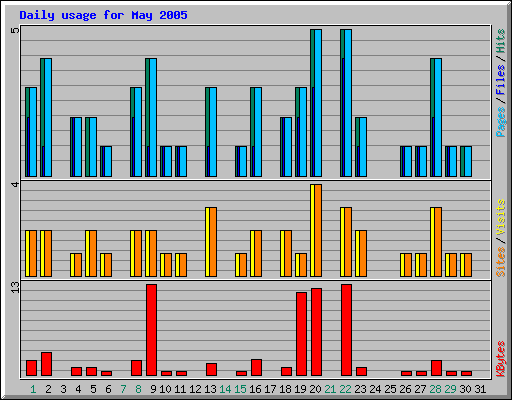 Daily usage for May 2005
5
4
13
Pages / Files / Hits
Sites / Visits
KBytes
1 2 3 4 5 6 7 8 9 10 11 12 13 14 15 16 17 18 19 20 21 22 23 24 25 26 27 28 29 30 31